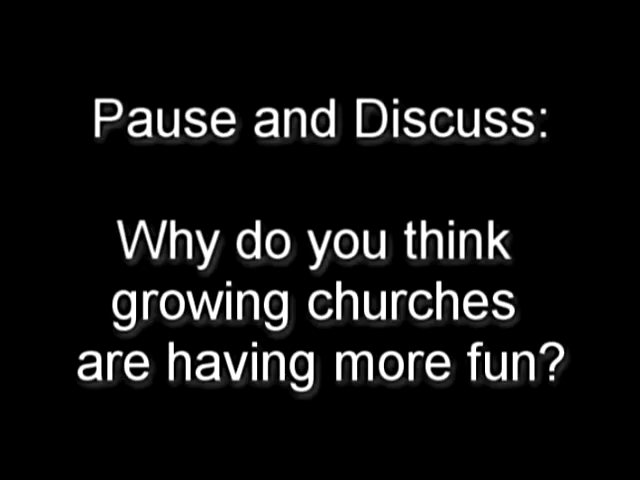 Pause and Discuss:
Why do you think
growing churches
are having more fun?